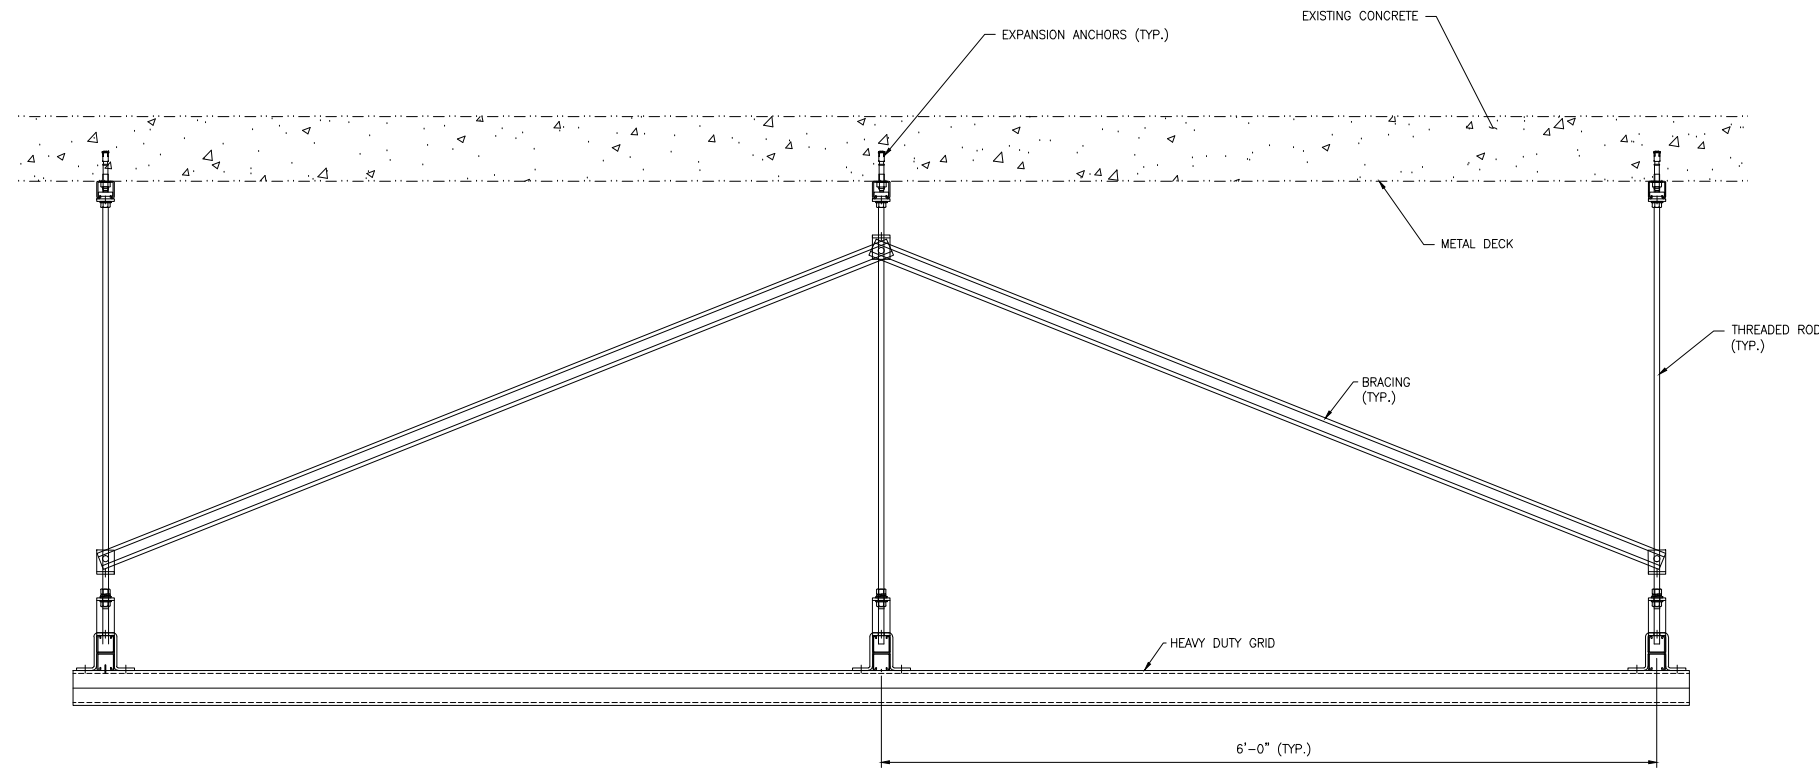 EXISTING CONCRETE
EXPANSION ANCHORS (TYP.)
METAL DECK
THREADED ROD
(TYP.)
BRACING
(TYP.)
HEAVY DUTY GRID
6'-0" (TYP.)